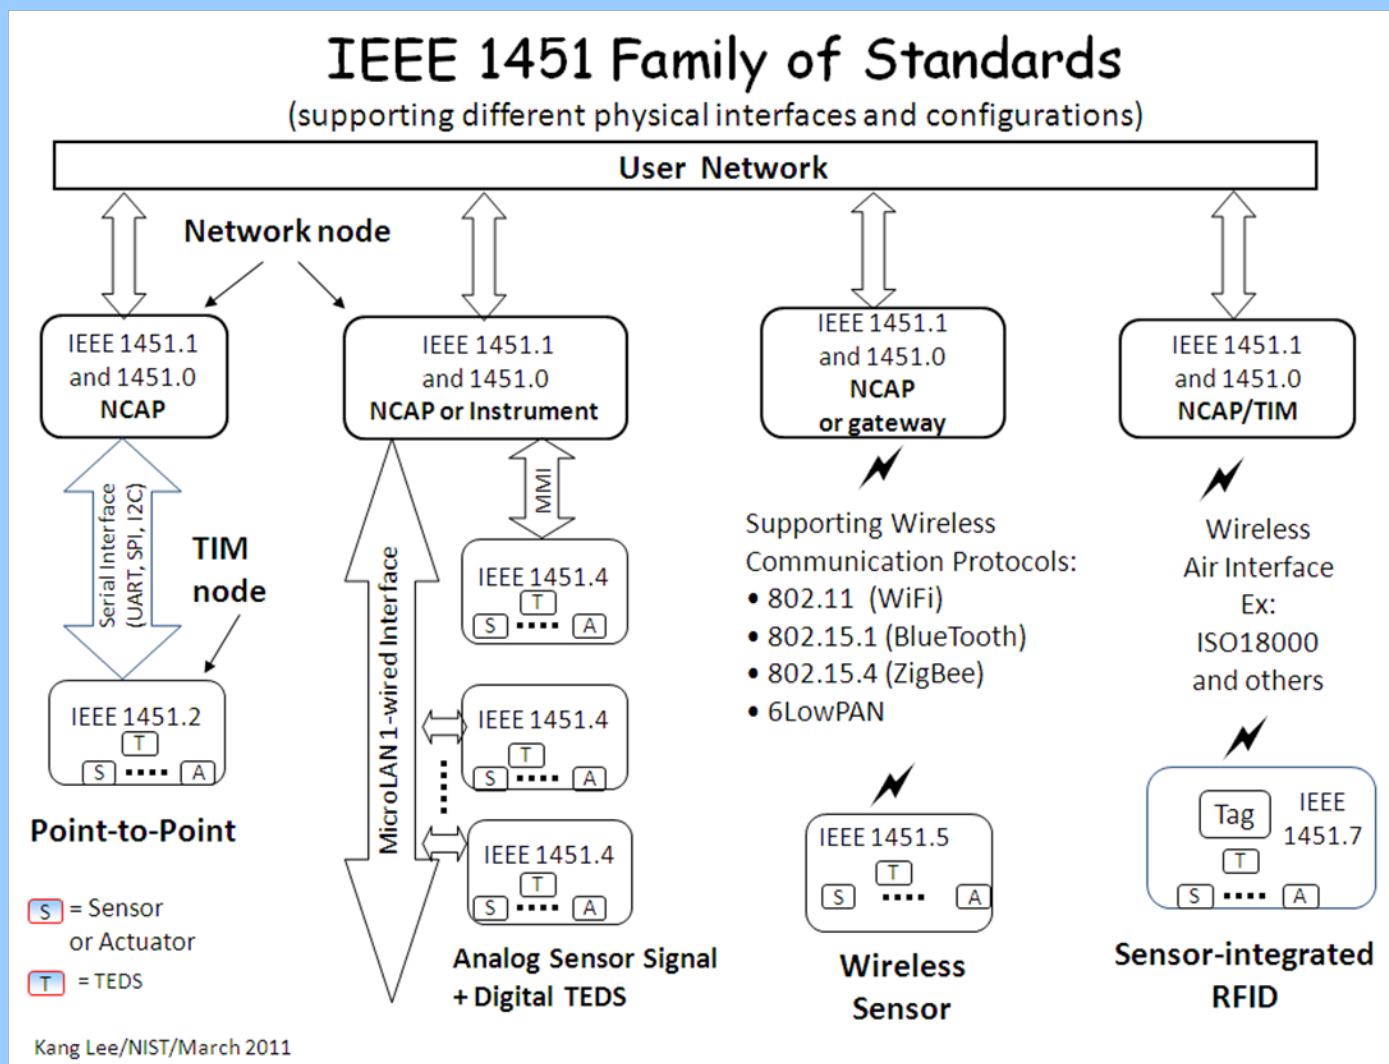 IEEE 1451 Family of Standards
(supporting different physical interfaces and configurations)
User Network
Network node
IEEE 1451.1
and 1451.0
NCAP
IEEE 1451.1
and 1451.0
NCAP or Instrument
IEEE 1451.1
and 1451.0
NCAP
or gateway
IEEE 1451.1
and 1451.0
NCAP/TIM
Serial Interface
(UART, SPI, I2C)
TIM
node
IEEE 1451.2
T
S
A
Point-to-Point
MicroLAN1-wired Interface
MMI
IEEE 1451.4
T
S
A
IEEE 1451.4
T
S
A
IEEE 1451.4
T
S
A
Analog Sensor Signal
+ Digital TEDS
Supporting Wireless
Communication Protocols:
• 802.11 (WiFi)
• 802.15.1 (BlueTooth)
• 802.15.4 (ZigBee)
• 6LowPAN
IEEE 1451.5
T
S
A
Wireless
Sensor
Wireless
Air Interface
Ex:
ISO18000
and others
Tag
IEEE
1451.7
T
S
A
Sensor-integrated
RFID
S = Sensor
or Actuator
T = TEDS
Kang Lee/NIST/March 2011